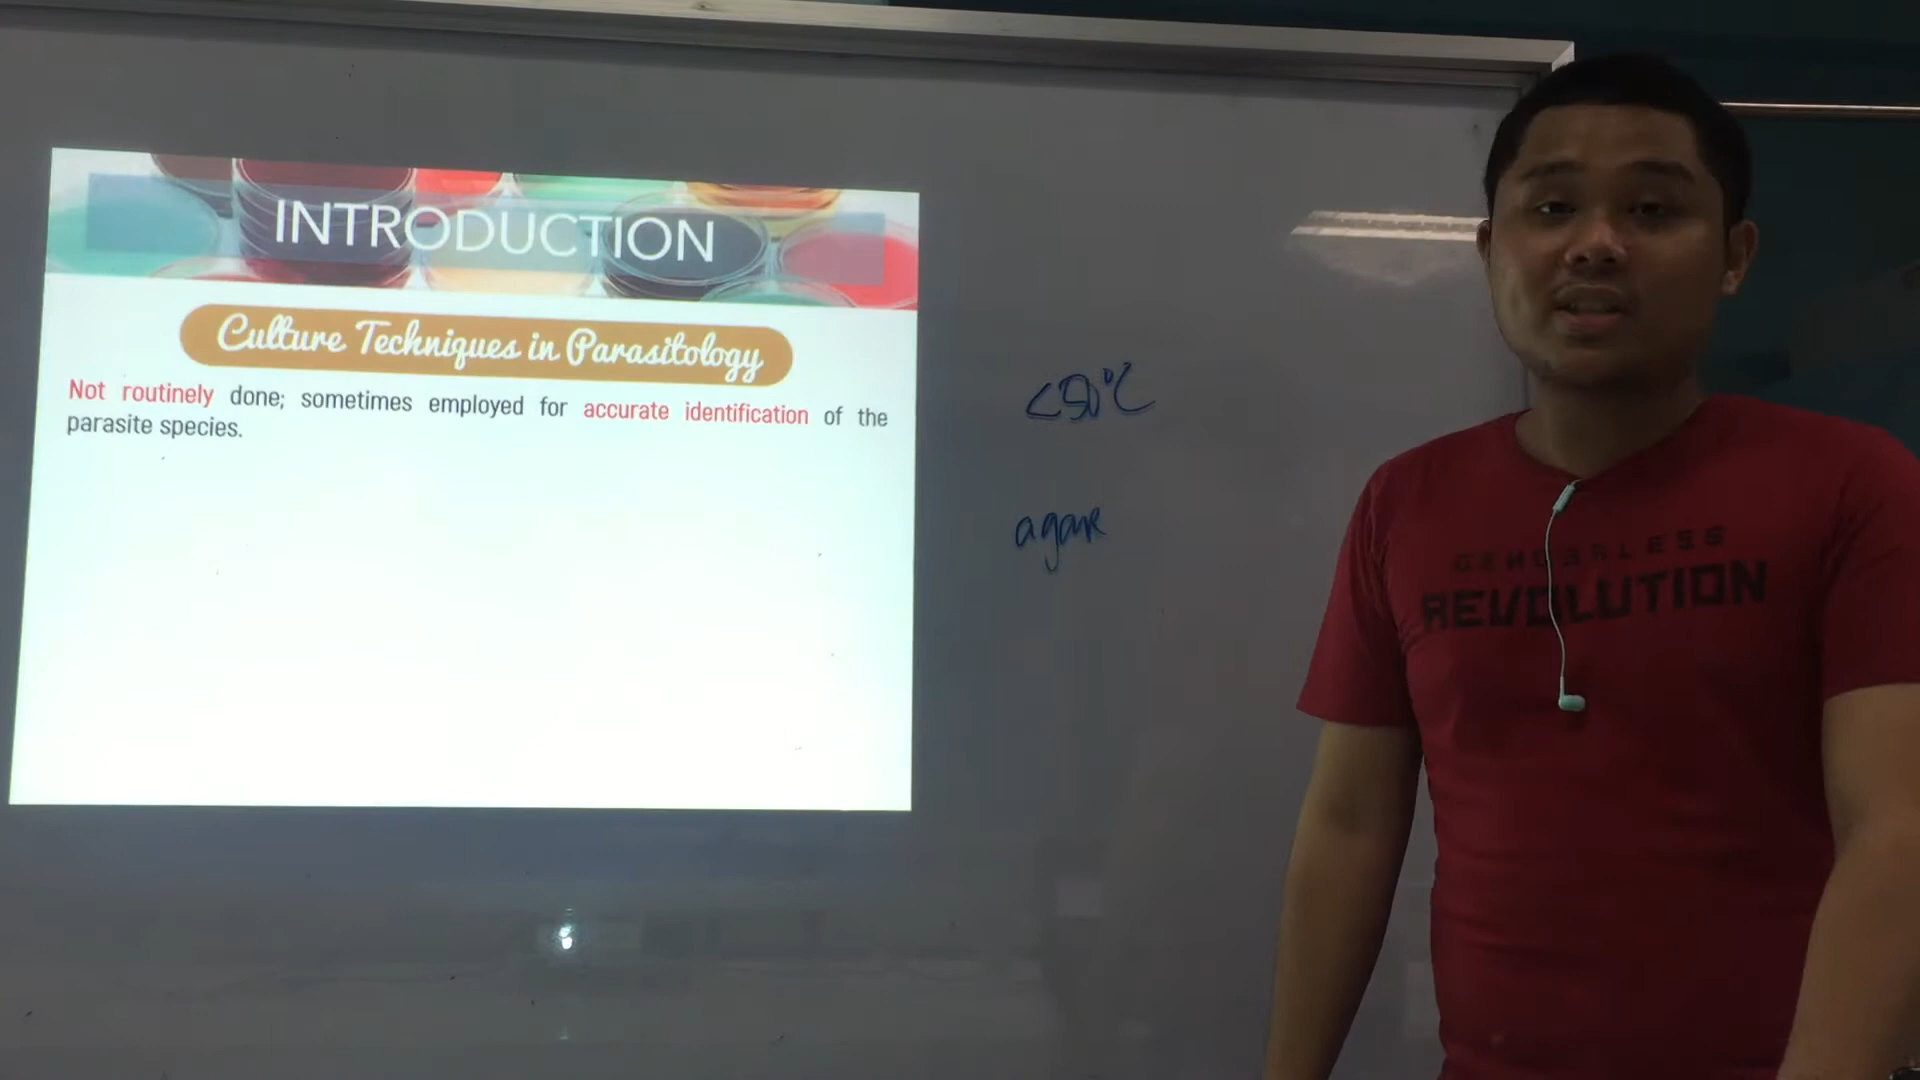 INTRODUCTION
Culture Techniques in Parasitology
Not routinely done; sometimes employed for accurate identification of the
parasite species.
<50°C
agar
GENDERLESS
REVOLUTION